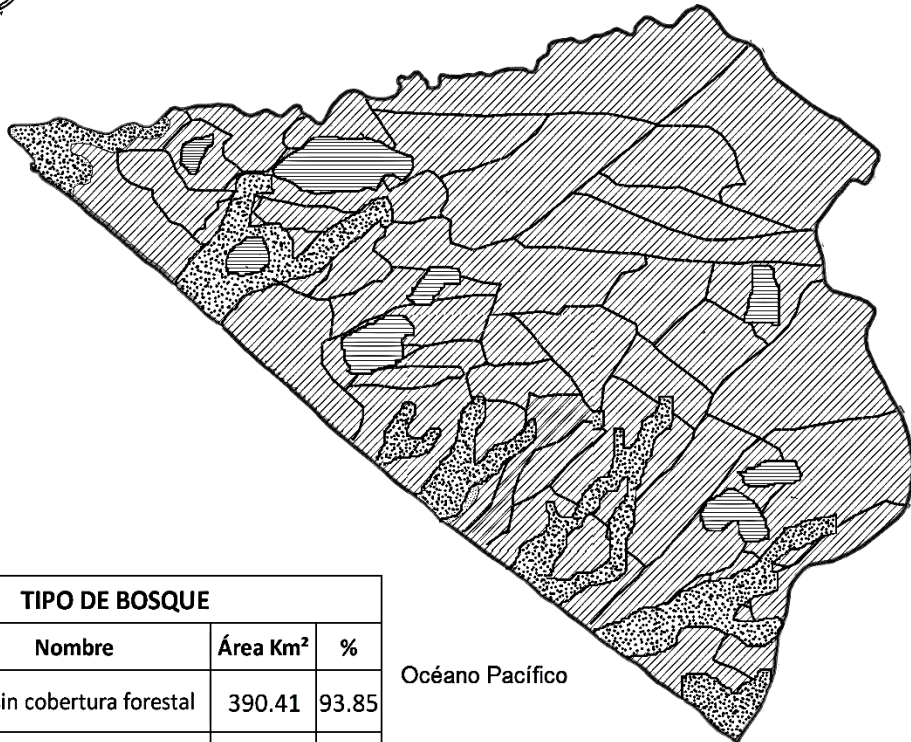 TIPO DE BOSQUE
Nombre Área Km² %
in cobertura forestal 390.41 93.85
Océano Pacífico